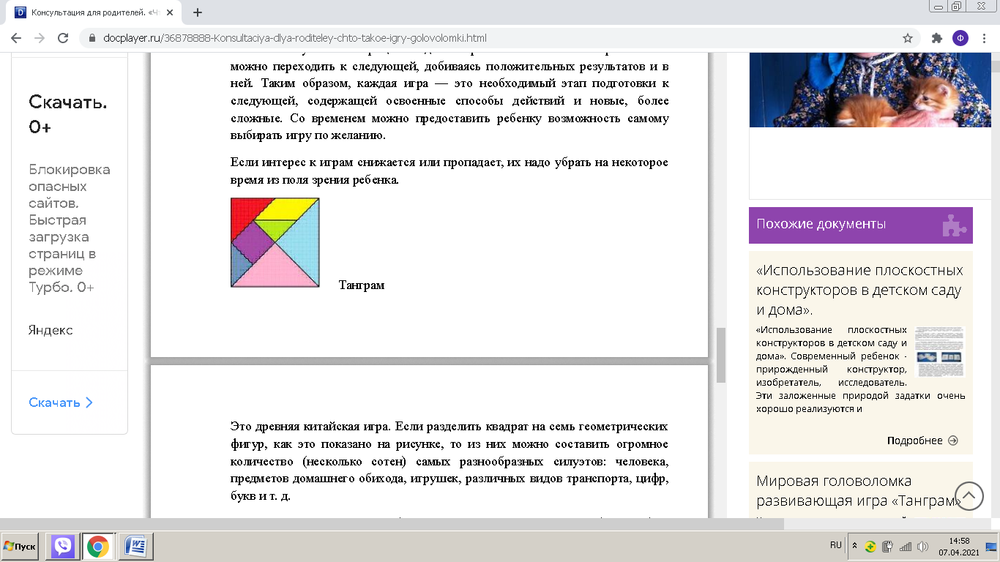 Консультация для родителей. «Чт
docplayer.ru/36878888-Konsultaciya-dlya-roditeley-chto-takoe-igry-golovolomki.html
Ф
Скачать.
0+
Блокировка
опасных
сайтов.
Быстрая
загрузка
страниц в
режиме
Турбо. 0+
Яндекс
Скачать
можно переходить к следующей, добиваясь положительных результатов и в
ней. Таким образом, каждая игра — это необходимый этап подготовки к
следующей, содержащей освоенные способы действий и новые, более
сложные. Со временем можно предоставить ребенку возможность самому
выбирать игру по желанию.
Если интерес к играм снижается или пропадает, их надо убрать на некоторое
время из поля зрения ребенка.
Танграм
Это древняя китайская игра. Если разделить квадрат на семь геометрических
фигур, как это показано на рисунке, то из них можно составить огромное
количество (несколько сотен) самых разнообразных силуэтов: человека,
предметов домашнего обихода, игрушек, различных видов транспорта, цифр,
букв и т. д.
Похожие документы
«Использование плоскостных
конструкторов в детском саду
и дома».
«Использование плоскостных
конструкторов в детском саду и
дома». Современный ребенок -
прирожденный конструктор,
изобретатель, исследователь.
Эти заложенные природой задатки очень
хорошо реализуются и
Подробнее
Мировая головоломка
развивающая игра «Танграм»
Пуск
RU
14:58
07.04.2021